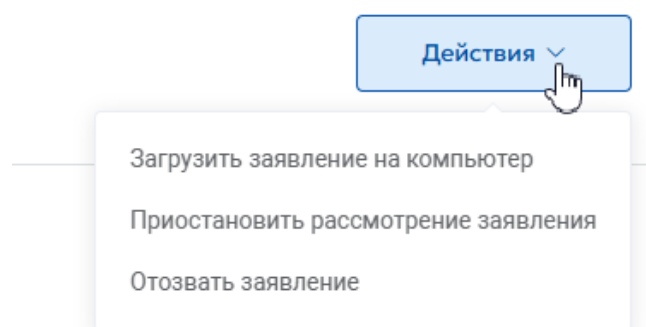 Действия
Загрузить заявление на компьютер
Приостановить рассмотрение заявления
Отозвать заявление